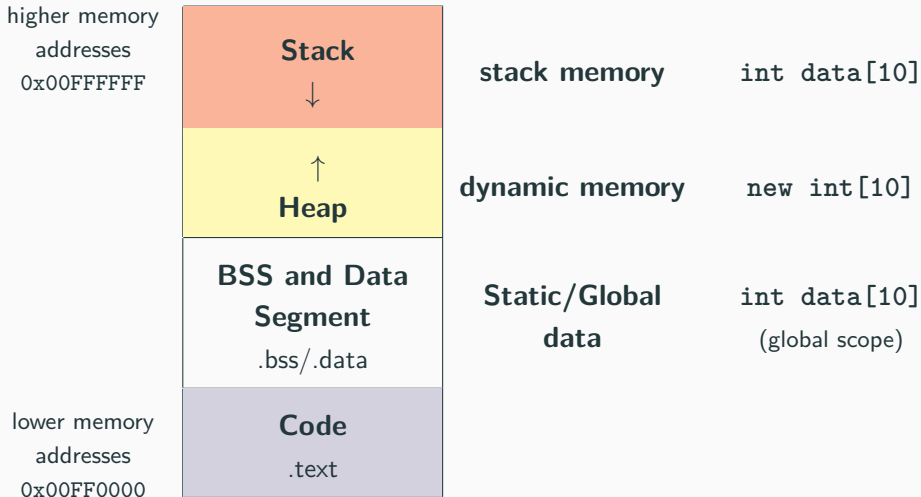 higher memory
addresses
0x00FFFFFF
Stack
↓
stack memory
int data[10]
↑
Heap
dynamic memory
new int[10]
BSS and Data
Segment
.bss/.data
Static/Global
data
int data[10]
(global scope)
lower memory
addresses
0x00FF0000
Code
.text